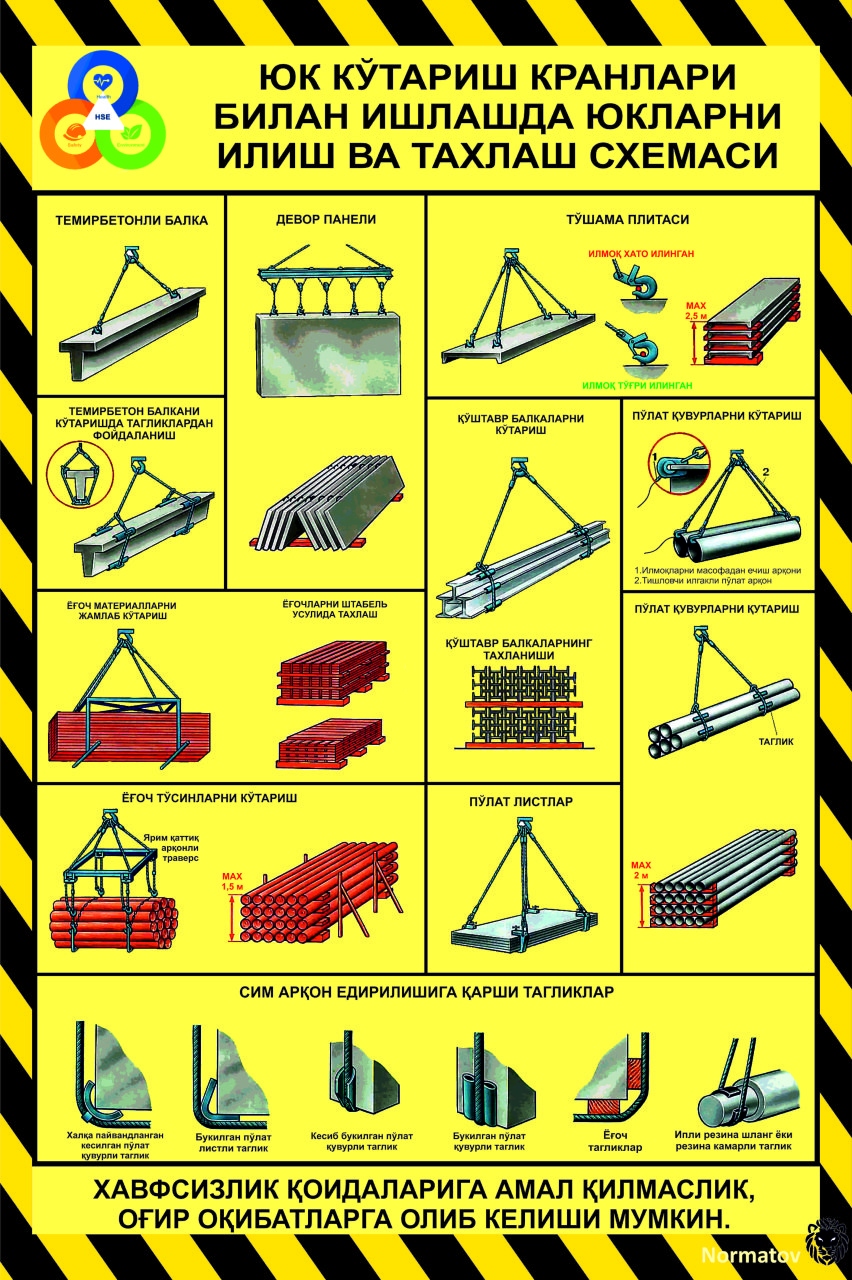 Health
HSE
Safety
Environment
ЮК КЎТАРИШ КРАНЛАРИ
БИЛАН ИШЛАШДА ЮКЛАРНИ
ИЛИШ ВА ТАХЛАШ СХЕМАСИ
ТЕМИРБЕТОНЛИ БАЛКА
ДЕВОР ПАНЕЛИ
ТЎШАМА ПЛИТАСИ
ИЛМОҚ ХАТО ИЛИНГАН
MAX
2,5 м
ИЛМОҚ ТЎҒРИ ИЛИНГАН
ТЕМИРБЕТОН БАЛКАНИ
КЎТАРИШДА ТАГЛИКЛАРДАН
ФОЙДАЛАНИШ
ҚЎШТАВР БАЛКАЛАРНИ
КЎТАРИШ
ПЎЛАТ ҚУВУРЛАРНИ КЎТАРИШ
1
2
1.Илмоқларни масофадан ечиш арқони
2.Тишловчи илгакли пўлат арқон
ЁҒОЧ МАТЕРИАЛЛАРНИ
ЖАМЛАБ КЎТАРИШ
ЁҒОЧЛАРНИ ШТАБЕЛЬ
УСУЛИДА ТАХЛАШ
ҚЎШТАВР БАЛКАЛАРНИНГ
ТАХЛАНИШИ
ПЎЛАТ ҚУВУРЛАРНИ ҚУТАРИШ
ТАГЛИК
ЁҒОЧ ТЎСИНЛАРНИ КЎТАРИШ
Ярим қаттиқ
арқонли
траверс
MAX
1,5 м
ПЎЛАТ ЛИСТЛАР
MAX
2 м
СИМ АРҚОН ЕДИРИЛИШИГА ҚАРШИ ТАГЛИКЛАР
Халқа пайвандланган
кесилган пўлат
қувурли таглик
Букилган пўлат
листли таглик
Кесиб букилган пўлат
қувурли таглик
Букилган пўлат
қувурли таглик
Ёғоч
тагликлар
Ипли резина шланг ёки
резина камарли таглик
ХАВФСИЗЛИК ҚОИДАЛАРИГА АМАЛ ҚИЛМАСЛИК,
ОҒИР ОҚИБАТЛАРГА ОЛИБ КЕЛИШИ МУМКИН.
Normatov